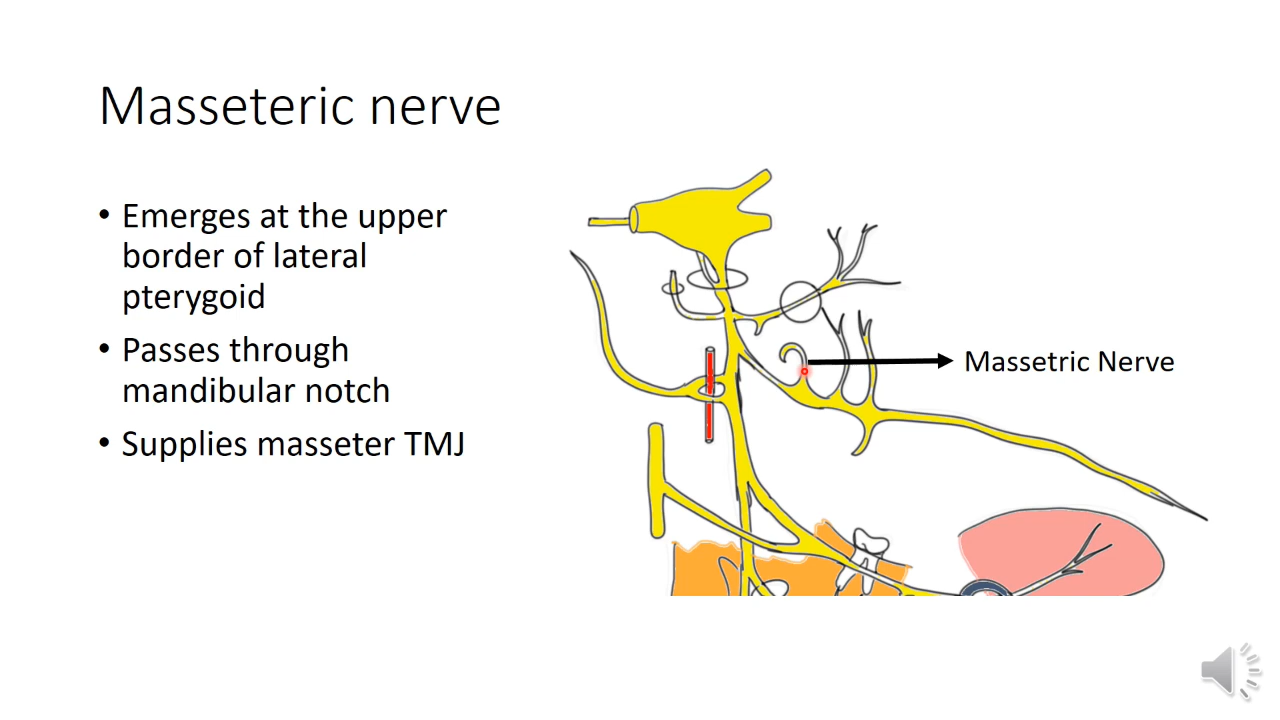 Masseteric nerve
• Emerges at the upper
border of lateral
pterygoid
• Passes through
mandibular notch
• Supplies masseter TMJ
Massetric Nerve